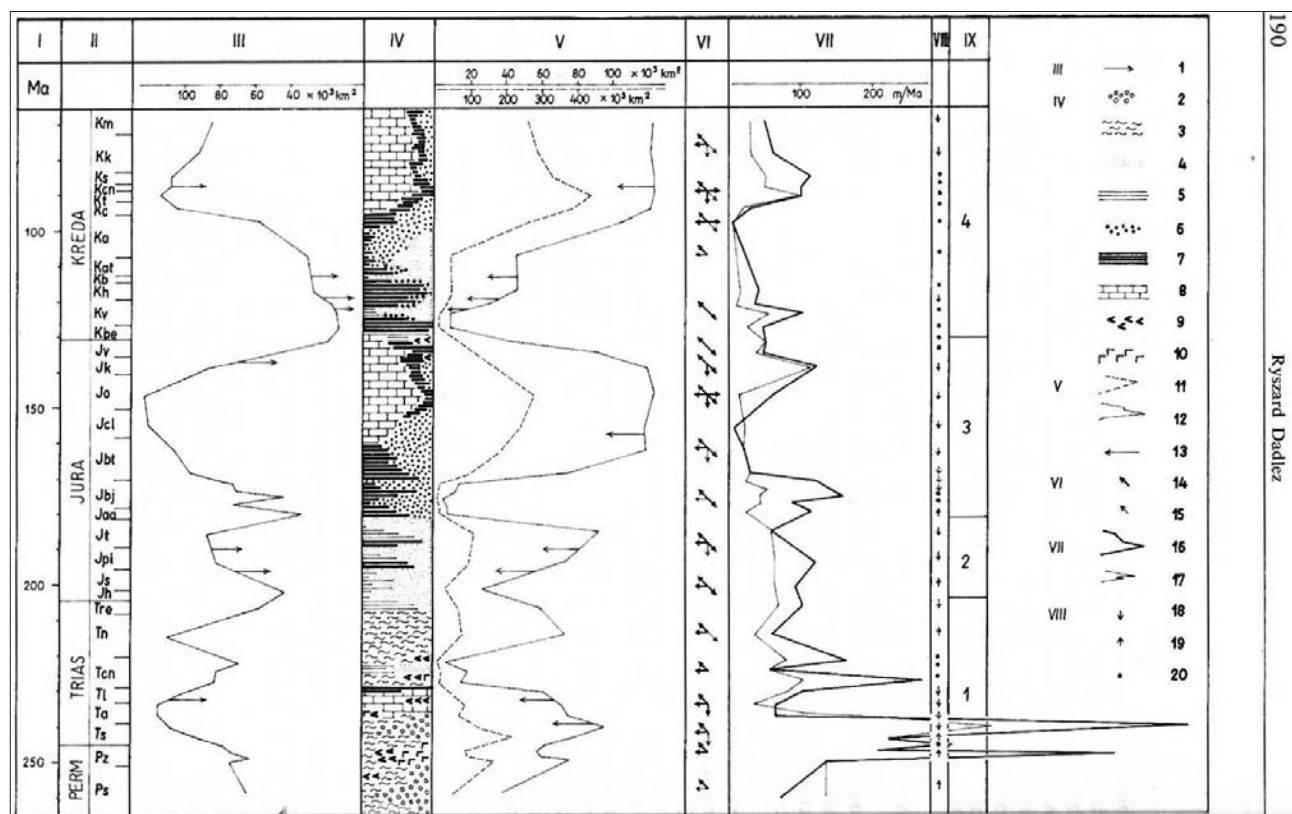 190
Ryszard Dadlez
I II III IV V VI VII VIII IX
Ma
100 80 60 40 × 10³ km²
20 40 60 80 100 × 10³ km²
100 200 300 400 × 10³ km²
100 200 m/Ma
KREDA
Km
Kk
Ks
Kcn
Kt
Kc
100
Ka
Kat
Kb
Kh
Kv
Kbe
JURA
Jv
Jk
150
Jo
Jcl
Jbt
Jbj
Jaa
Jt
Jpl
Js
200
Jh
TRIAS
Tre
Tn
Tcn
Tl
Ta
Ts
PERM
Pz
250
Ps
4
3
2
1
III 1
IV 2
3
4
5
6
7
8
9
10
V 11
12
13
VI 14
15
VII 16
17
VIII 18
19
20